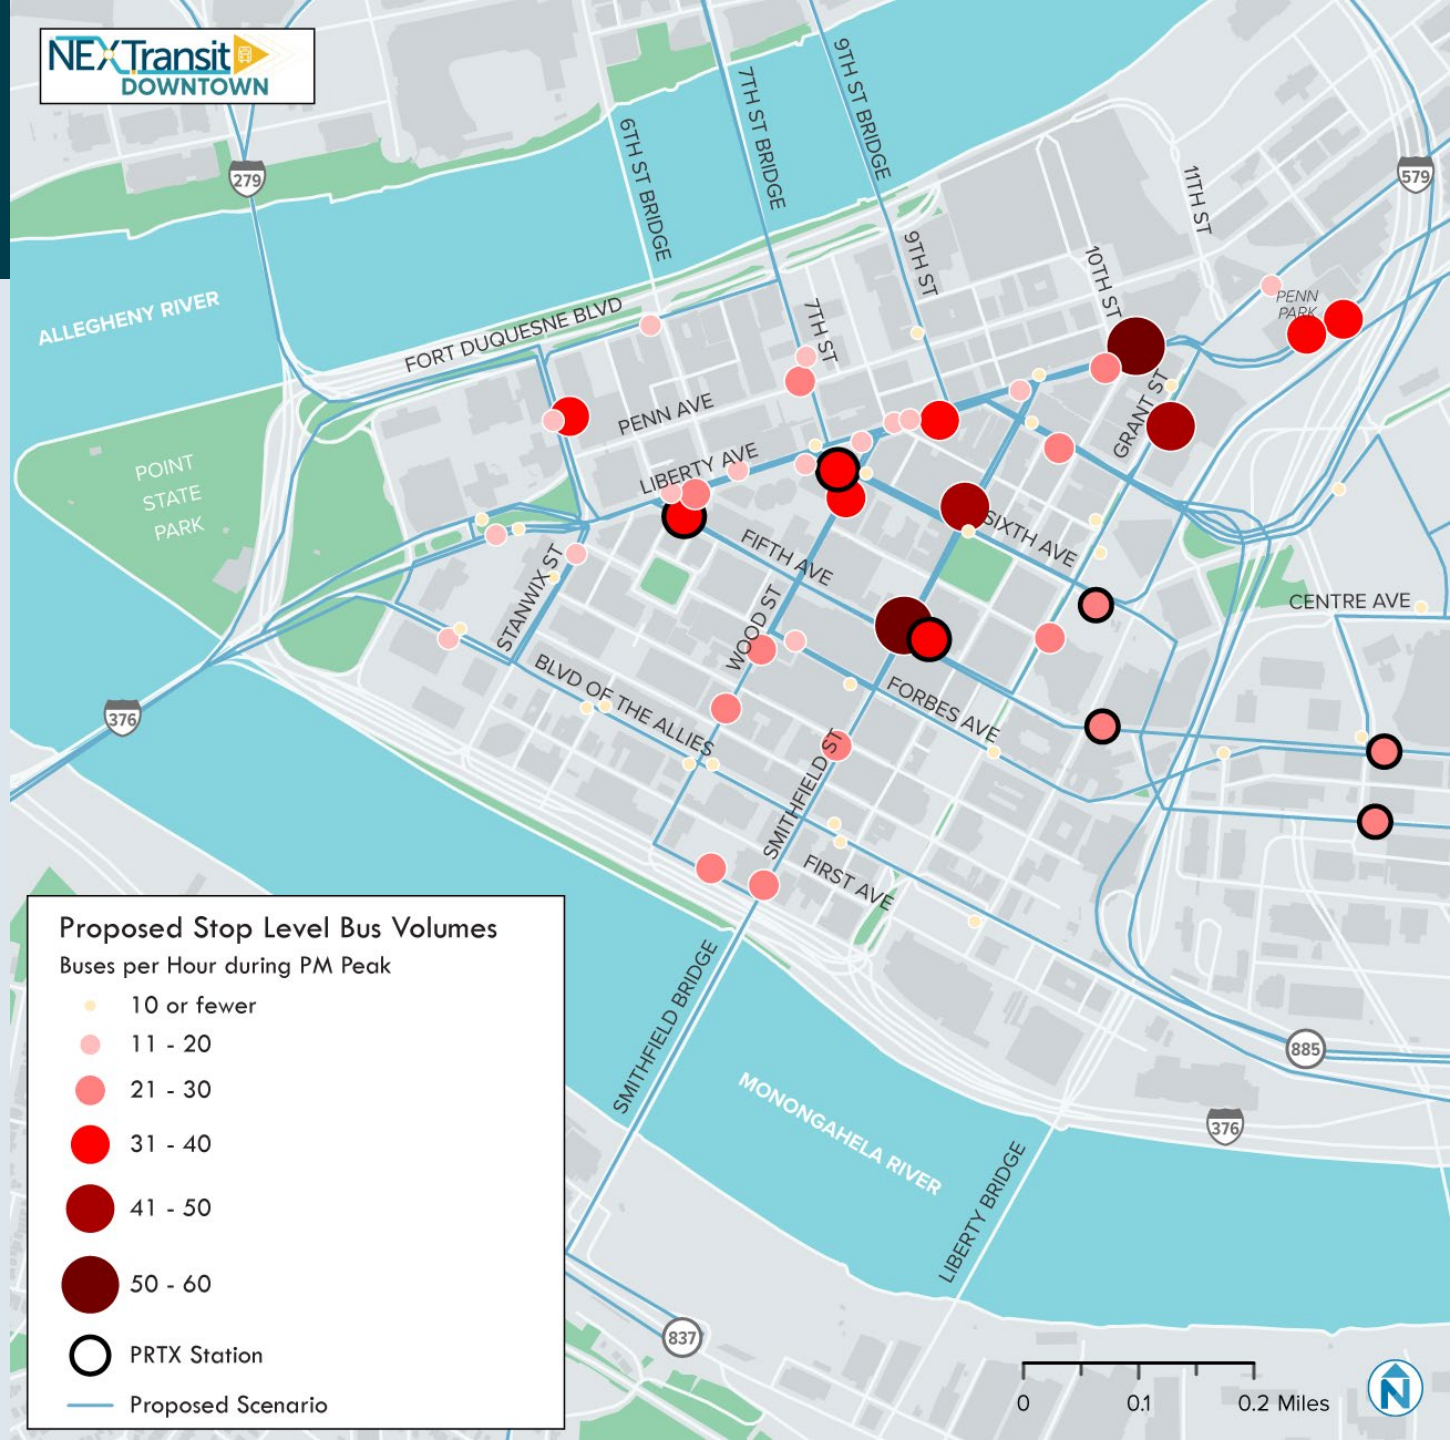 NEXTransit
DOWNTOWN
279
6TH ST BRIDGE
7TH ST BRIDGE
9TH ST BRIDGE
579
11TH ST
10TH ST
9TH ST
7TH ST
PENN
PARK
ALLEGHENY RIVER
FORT DUQUESNE BLVD
PENN AVE
LIBERTY AVE
GRANT ST
POINT
STATE
PARK
SIXTH AVE
FIFTH AVE
STANWIX ST
WOOD ST
CENTRE AVE
BLVD OF THE ALLIES
FORBES AVE
376
SMITHFIELD ST
FIRST AVE
SMITHFIELD BRIDGE
MONONGAHELA RIVER
885
376
LIBERTY BRIDGE
837
Proposed Stop Level Bus Volumes
Buses per Hour during PM Peak
10 or fewer
11 - 20
21 - 30
31 - 40
41 - 50
50 - 60
PRTX Station
Proposed Scenario
0 0.1 0.2 Miles
N